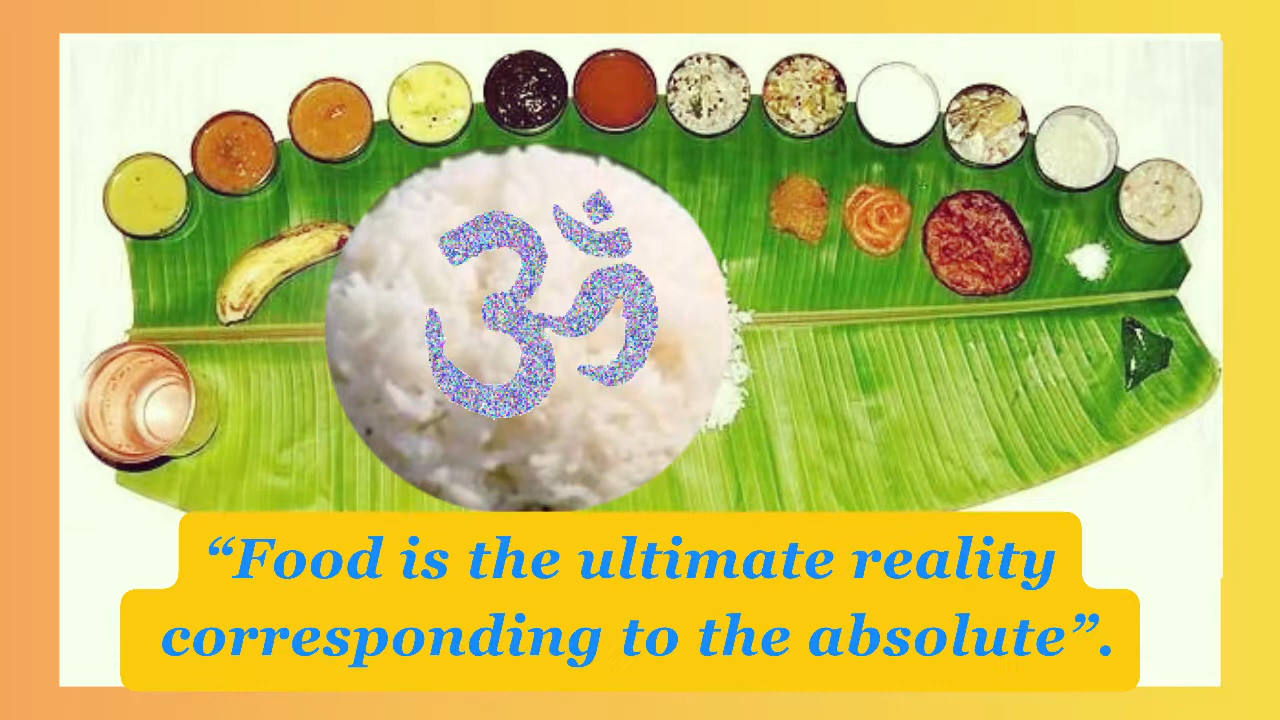 ॐ
“Food is the ultimate reality
corresponding to the absolute”.